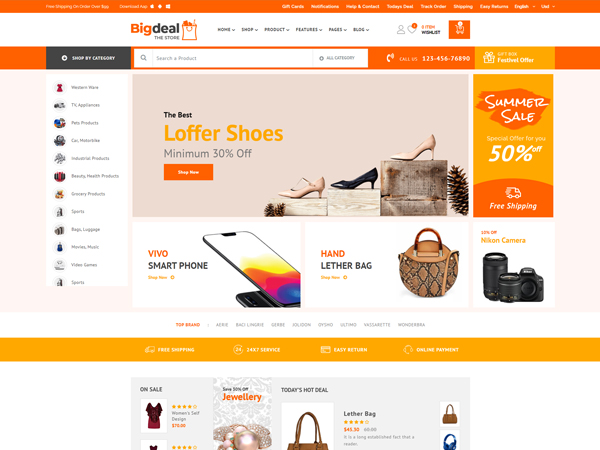 Free Shipping On Order Over $99
Download App
Gift Cards
Notifications
Help & Contact
Todays Deal
Shipping
Easy Returns
English
Usd
Bigdeal
THE STORE
HOME
SHOP
PRODUCT
FEATURES
PAGES
BLOG
0 ITEM
WISHLIST
SHOP BY CATEGORY
Search a Product
ALL CATEGORY
CALL US 123-456-76890
GIFT BOX
Festivel Offer
Western Ware
TV, Appliances
Pets Products
Car, Motorbike
Industrial Products
Beauty, Health Products
Grocery Products
Sports
Bags, Luggage
Movies, Music
Video Games
Sports
The Best
Loffer Shoes
Minimum 30% Off
Shop Now
SUMMER
SALE
Special Offer for you
50% off
Free Shipping
VIVO
SMART PHONE
Shop Now
HAND
LETHER BAG
Shop Now
10% Off
Nikon Camera
TOP BRAND
AERIE
BACI LINGRIE
GERBE
JOLIDON
OYSHO
ULTIMO
VASSARETTE
WONDERBRA
FREE SHIPPING
24X7 SERVICE
EASY RETURN
ONLINE PAYMENT
ON SALE
Women's Self
Design
$79.00
Save 50% Off
Jewellery
TODAY'S HOT DEAL
Lether Bag
$45.30
It is a long established fact that a
reader.